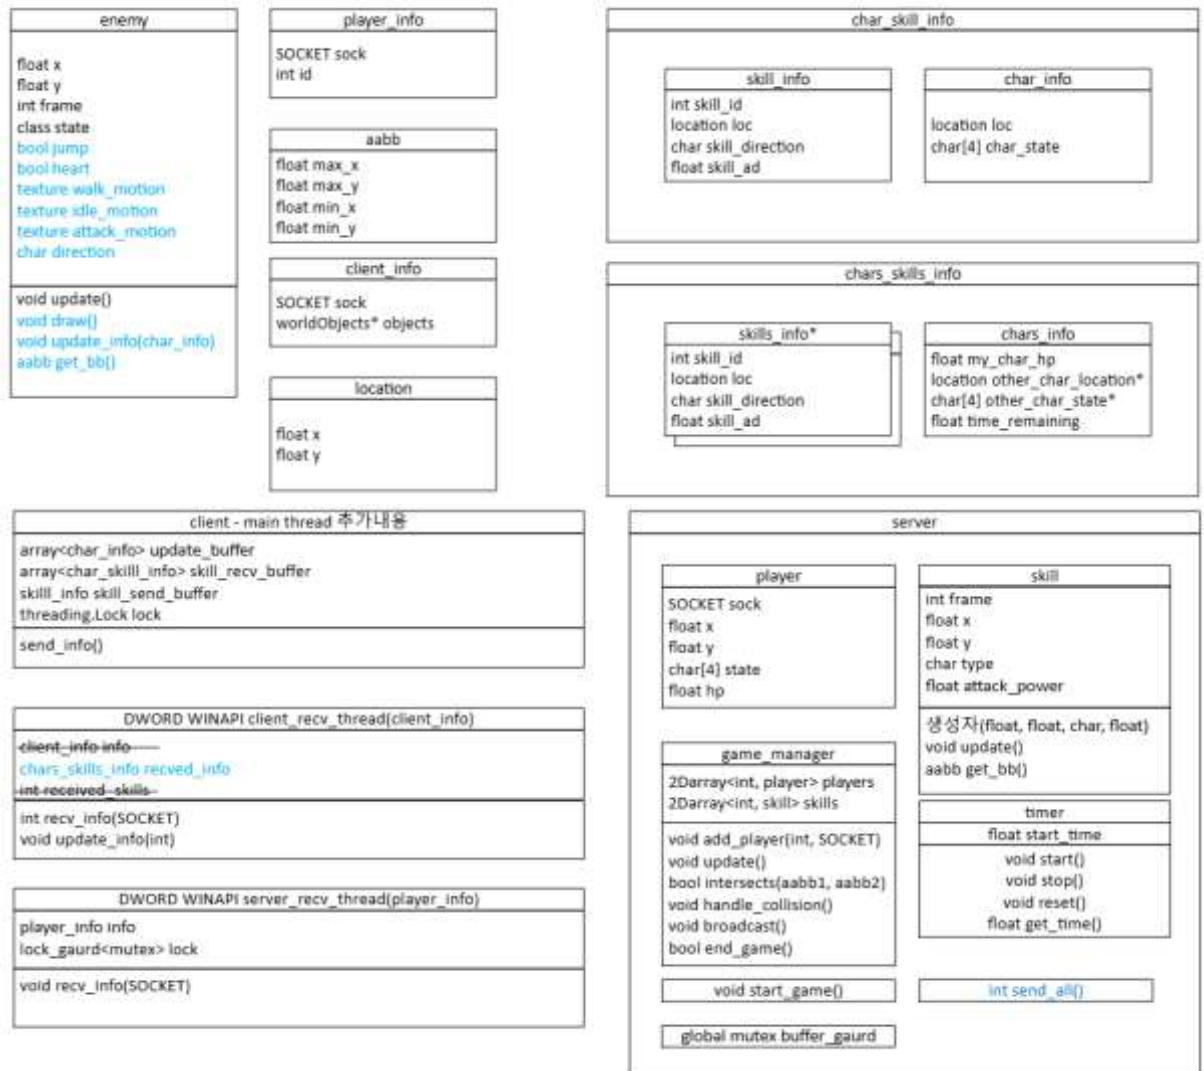 enemy
float x
float y
int frame
class state
bool jump
bool heart
texture walk_motion
texture idle_motion
texture attack_motion
char direction
void update()
void draw()
void update_info(char_info)
aabb get_bb()
player_info
SOCKET sock
int id
aabb
float max_x
float max_y
float min_x
float min_y
client_info
SOCKET sock
worldObjects* objects
location
float x
float y
char_skill_info
skill_info
int skill_id
location loc
char skill_direction
float skill_ad
char_info
location loc
char[4] char_state
chars_skills_info
skills_info*
int skill_id
location loc
char skill_direction
float skill_ad
chars_info
float my_char_hp
location other_char_location*
char[4] other_char_state*
float time_remaining
client - main thread 추가내용
array<char_info> update_buffer
array<char_skilll_info> skill_recv_buffer
skilll_info skill_send_buffer
threading.Lock lock
send_info()
DWORD WINAPI client_recv_thread(client_info)
client_info info
chars_skills_info recved_info
int received_skills
int recv_info(SOCKET)
void update_info(int)
DWORD WINAPI server_recv_thread(player_info)
player_info info
lock_gaurd<mutex> lock
void recv_info(SOCKET)
server
player
SOCKET sock
float x
float y
char[4] state
float hp
skill
int frame
float x
float y
char type
float attack_power
생성자(float, float, char, float)
void update()
aabb get_bb()
game_manager
2Darray<int, player> players
2Darray<int, skill> skills
void add_player(int, SOCKET)
void update()
bool intersects(aabb1, aabb2)
void handle_collision()
void broadcast()
bool end_game()
timer
float start_time
void start()
void stop()
void reset()
float get_time()
void start_game()
int send_all()
global mutex buffer_gaurd